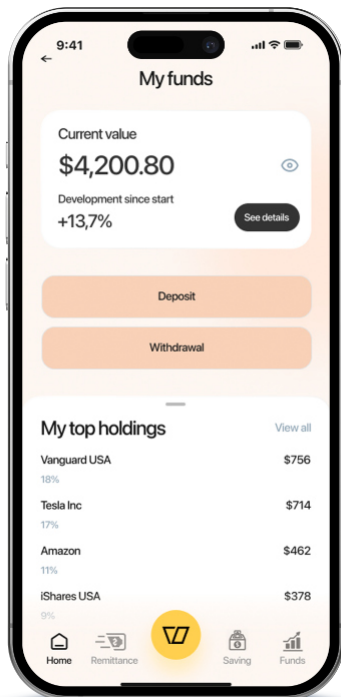 9:41
My funds
Current value
$4,200.80
Development since start
+13,7%
See details
Deposit
Withdrawal
My top holdings
View all
Vanguard USA
$756
18%
Tesla Inc
$714
17%
Amazon
$462
11%
iShares USA
$378
9%
Home
Remittance
Saving
Funds